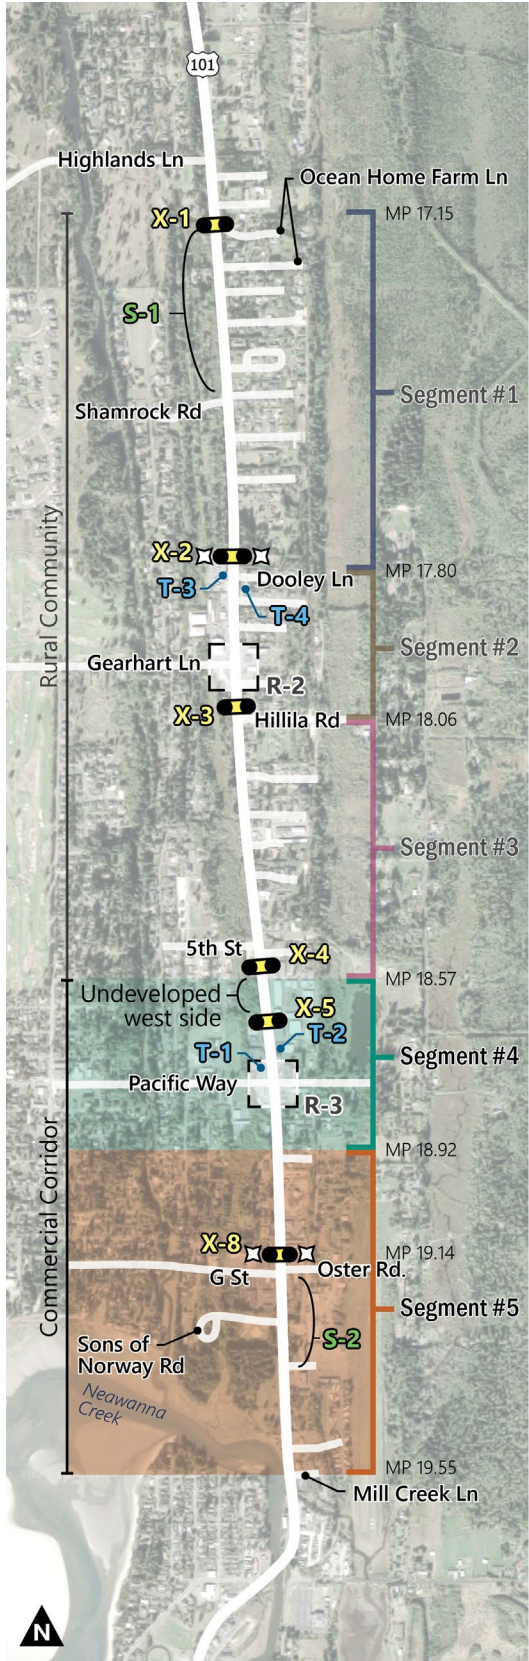 101
Highlands Ln
Ocean Home Farm Ln
X-1
MP 17.15
S-1
Segment #1
Shamrock Rd
Rural Community
X-2
MP 17.80
Dooley Ln
T-3
T-4
Segment #2
Gearhart Ln
R-2
X-3
Hillila Rd
MP 18.06
Segment #3
5th St
X-4
MP 18.57
Undeveloped
west side
X-5
T-2
T-1
Segment #4
Pacific Way
R-3
Commercial Corridor
MP 18.92
X-8
MP 19.14
Oster Rd.
G St
Segment #5
Sons of
Norway Rd
S-2
Neawanna
Creek
MP 19.55
Mill Creek Ln
N